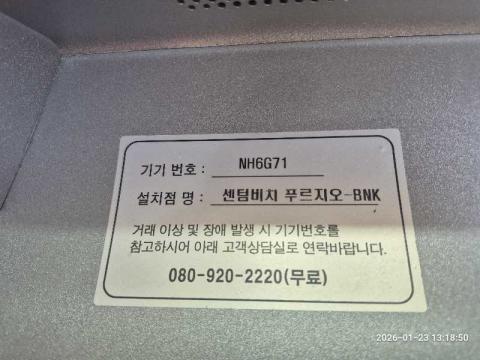 기기 번호 : NH6G71
설치점 명 : 센텀비치 푸르지오-BNK
거래 이상 및 장애 발생 시 기기번호를
참고하시어 아래 고객상담실로 연락바랍니다.
080-920-2220(무료)
2026-01-23 13:18:50